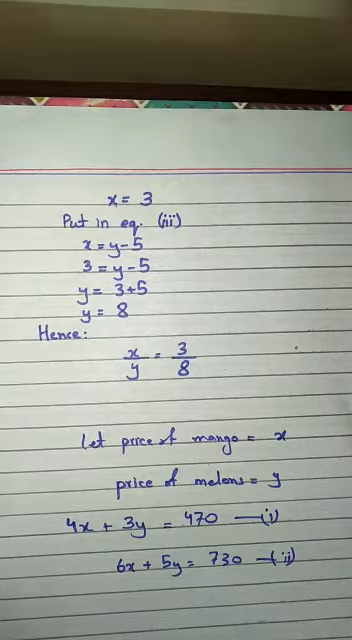 x = 3
Put in eq. (iii)
x = y - 5
3 = y - 5
y = 3 + 5
y = 8
Hence:
x/y = 3/8
Let price of mango = x
price of melons = y
4x + 3y = 470 —(i)
6x + 5y = 730 —(ii)